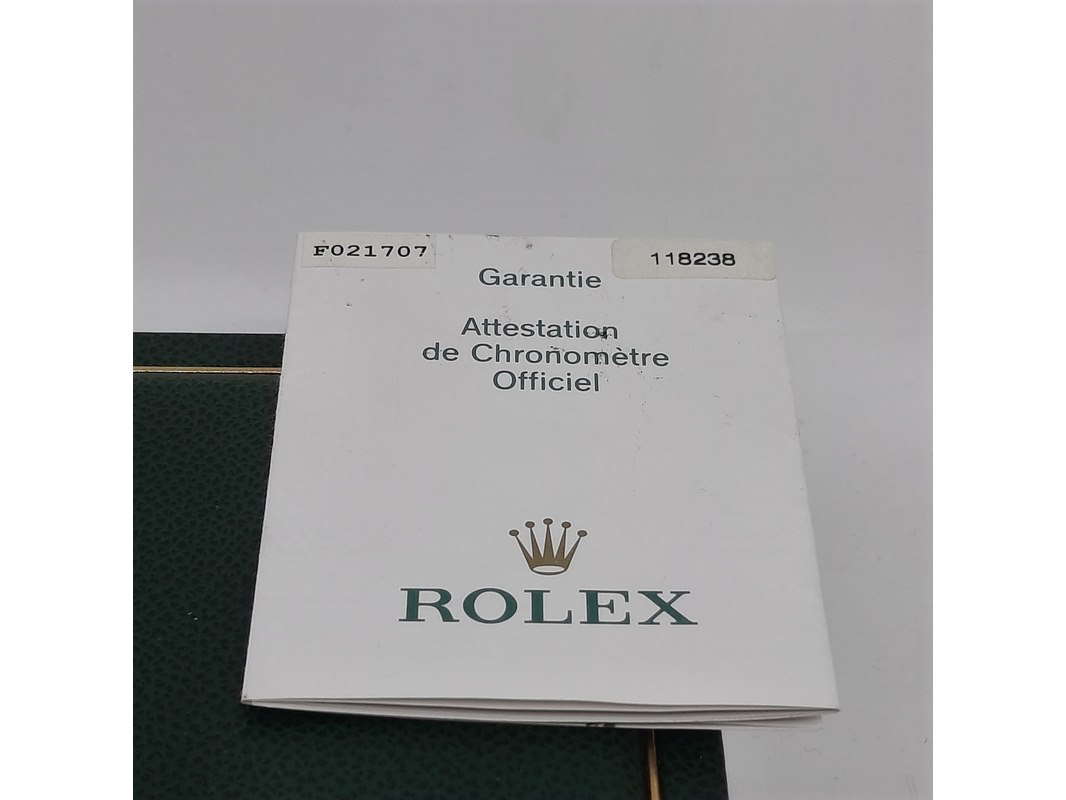 F021707
118238
Garantie
Attestation
de Chronomètre
Officiel
ROLEX